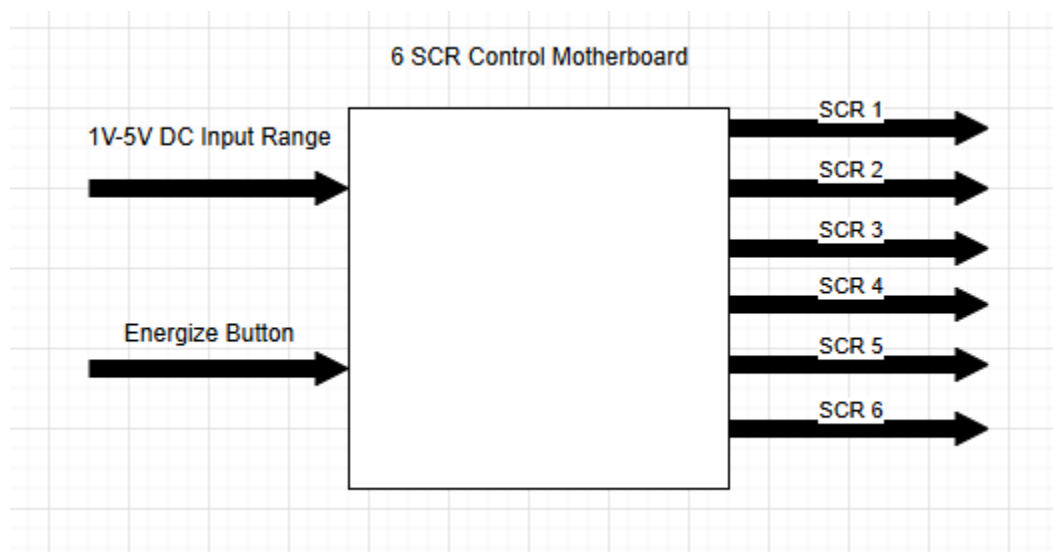 6 SCR Control Motherboard
1V-5V DC Input Range
Energize Button
SCR 1
SCR 2
SCR 3
SCR 4
SCR 5
SCR 6